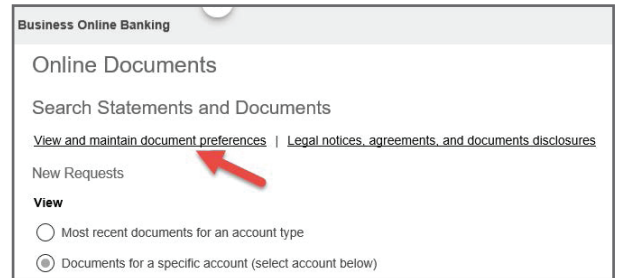 Business Online Banking
Online Documents
Search Statements and Documents
View and maintain document preferences | Legal notices, agreements, and documents disclosures
New Requests
View
Most recent documents for an account type
Documents for a specific account (select account below)